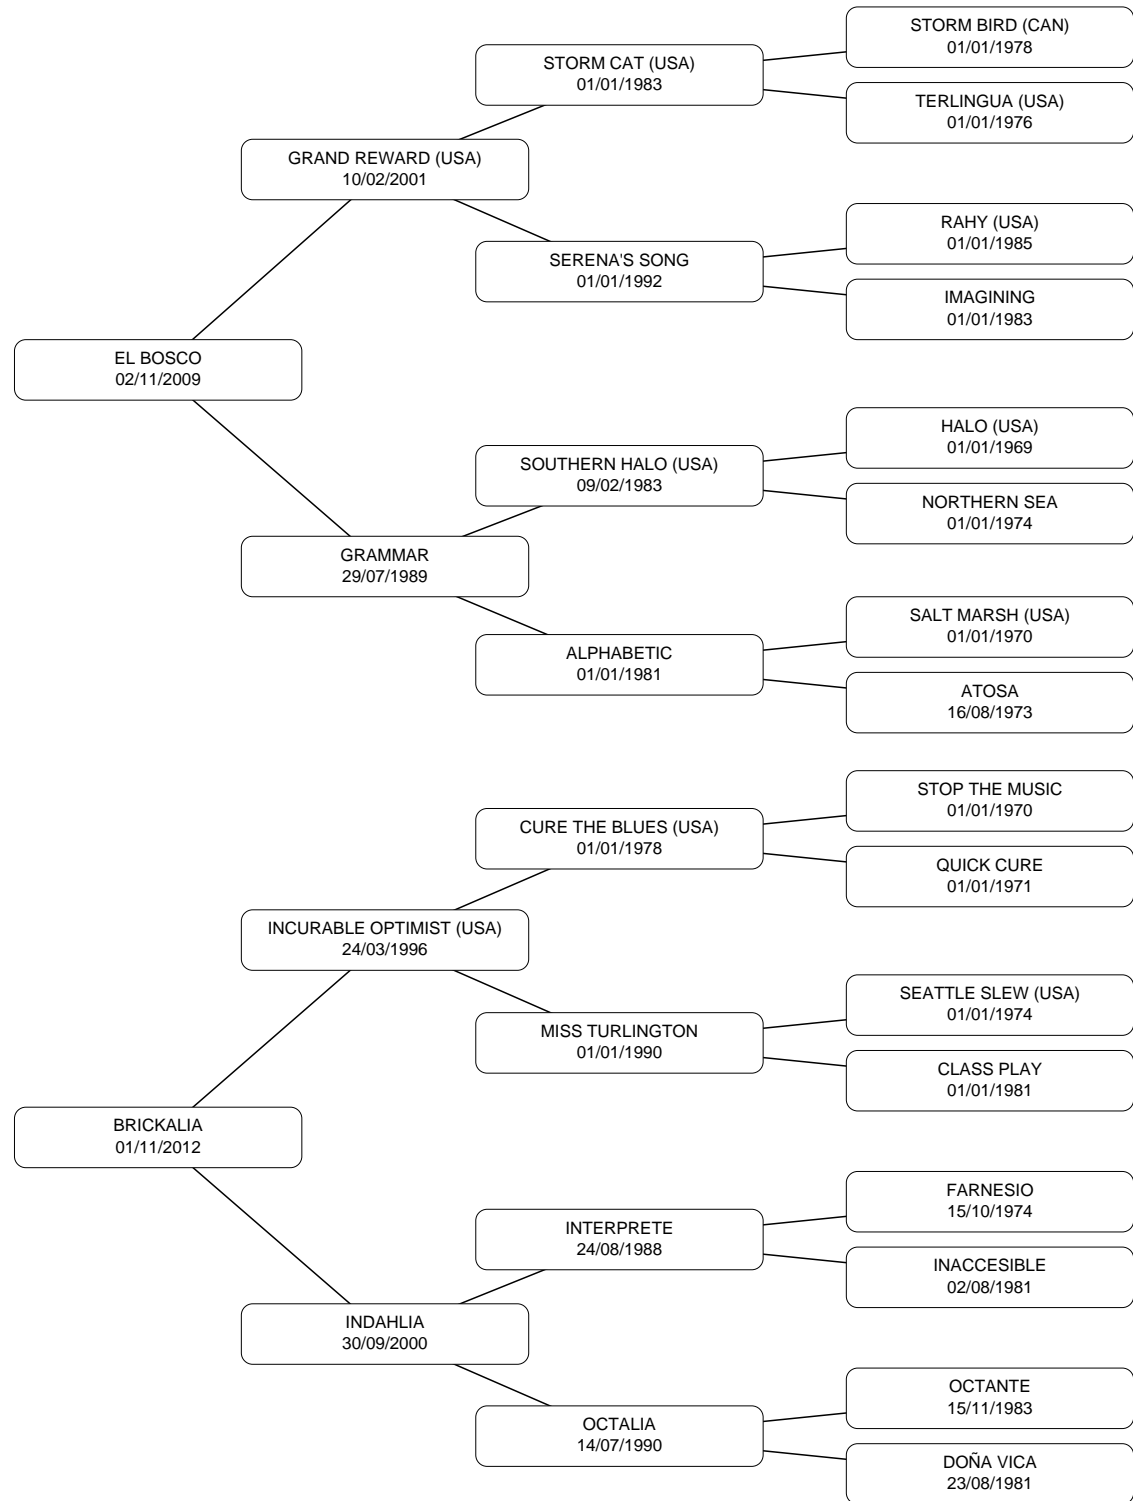 STORM BIRD (CAN)
01/01/1978
STORM CAT (USA)
01/01/1983
TERLINGUA (USA)
01/01/1976
GRAND REWARD (USA)
10/02/2001
RAHY (USA)
01/01/1985
SERENA'S SONG
01/01/1992
IMAGINING
01/01/1983
EL BOSCO
02/11/2009
HALO (USA)
01/01/1969
SOUTHERN HALO (USA)
09/02/1983
NORTHERN SEA
01/01/1974
GRAMMAR
29/07/1989
SALT MARSH (USA)
01/01/1970
ALPHABETIC
01/01/1981
ATOSA
16/08/1973
STOP THE MUSIC
01/01/1970
CURE THE BLUES (USA)
01/01/1978
QUICK CURE
01/01/1971
INCURABLE OPTIMIST (USA)
24/03/1996
SEATTLE SLEW (USA)
01/01/1974
MISS TURLINGTON
01/01/1990
CLASS PLAY
01/01/1981
BRICKALIA
01/11/2012
FARNESIO
15/10/1974
INTERPRETE
24/08/1988
INACCESIBLE
02/08/1981
INDAHLIA
30/09/2000
OCTANTE
15/11/1983
OCTALIA
14/07/1990
DOÑA VICA
23/08/1981